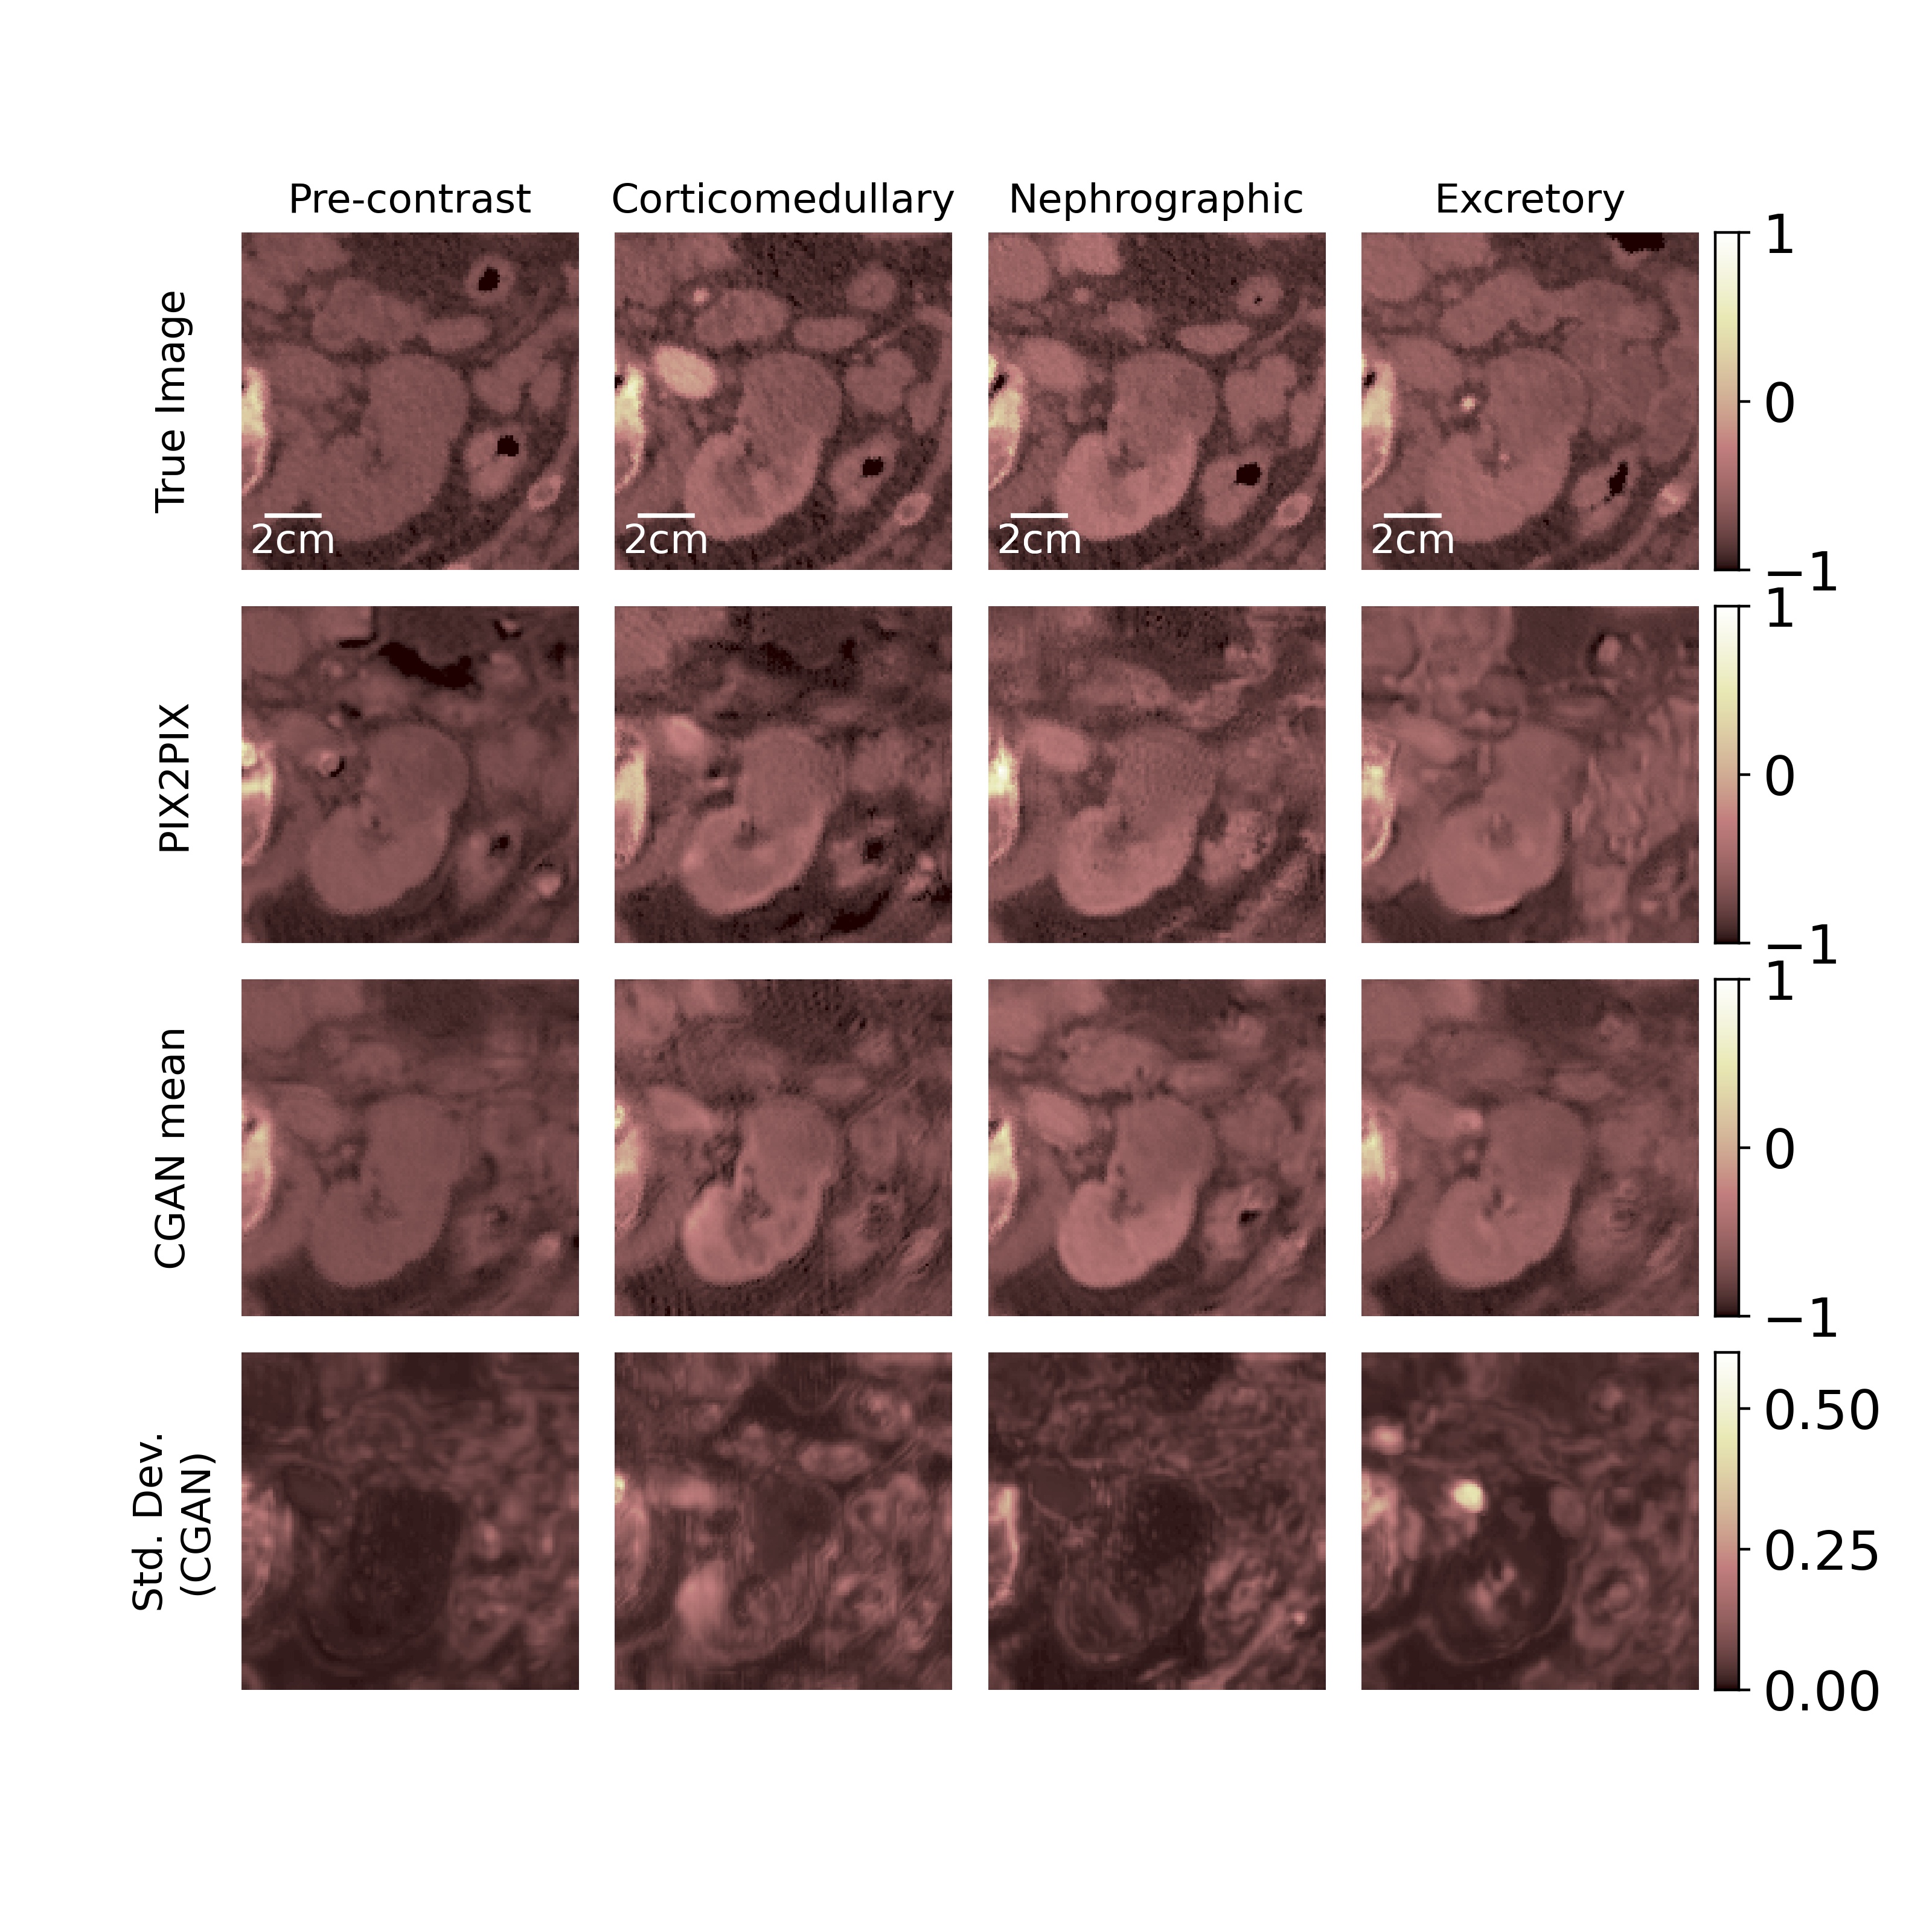 Pre-contrast Corticomedullary Nephrographic Excretory
True Image
2cm 2cm 2cm 2cm
1
0
−1
PIX2PIX
1
0
−1
CGAN mean
1
0
−1
Std. Dev.
(CGAN)
0.50
0.25
0.00